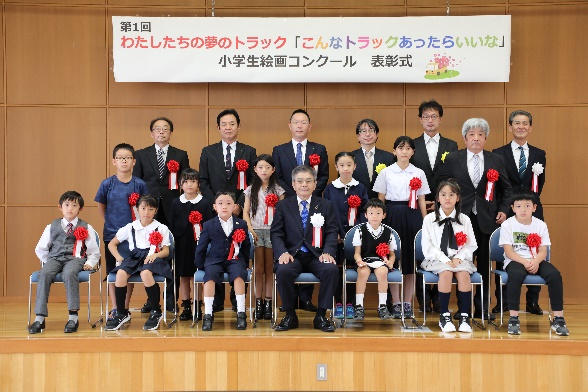 第1回
わたしたちの夢のトラック「こんなトラックあったらいいな」
小学生絵画コンクール 表彰式